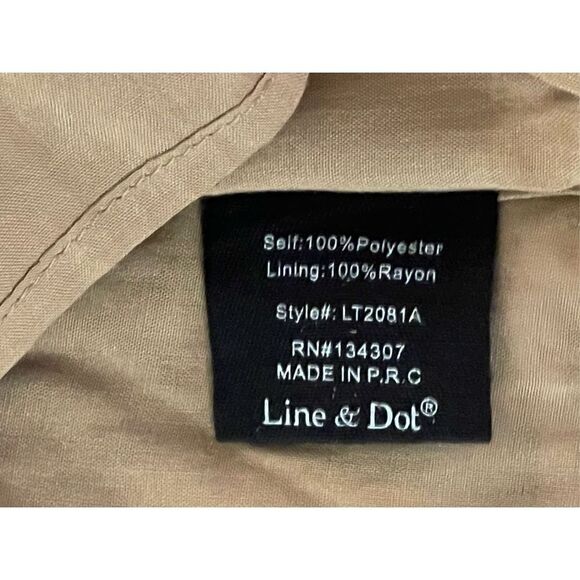 Self:100%Polyester
Lining:100%Rayon
Style#: LT2081A
RN#134307
MADE IN P.R.C
Line & Dot®